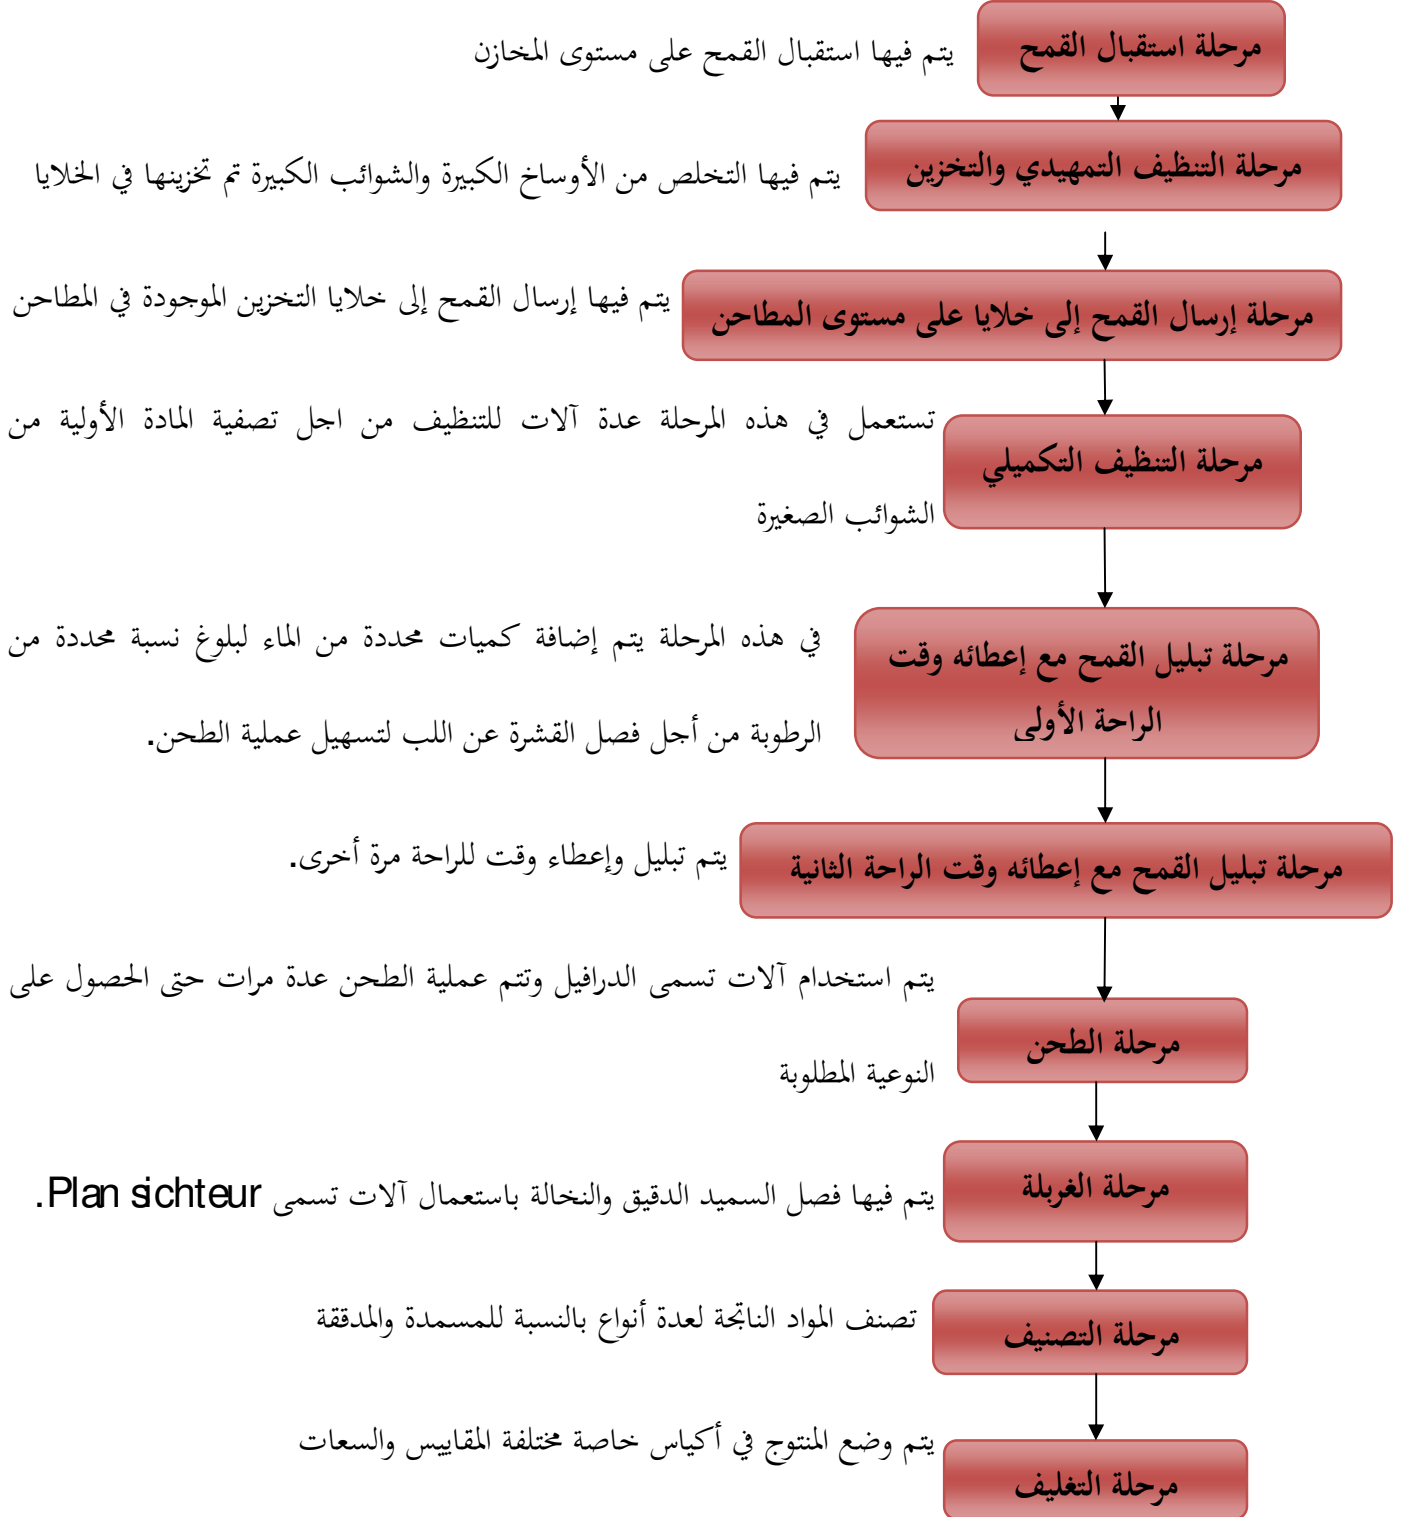 مرحلة استقبال القمح
يتم فيها استقبال القمح على مستوى المخازن
مرحلة التنظيف التمهيدي والتخزين
يتم فيها التخلص من الأوساخ الكبيرة والشوائب الكبيرة تم تخزينها في الخلايا
مرحلة إرسال القمح إلى خلايا على مستوى المطاحن
يتم فيها إرسال القمح إلى خلايا التخزين الموجودة في المطاحن
مرحلة التنظيف التكميلي
تستعمل في هذه المرحلة عدة آلات للتنظيف من اجل تصفية المادة الأولية من
الشوائب الصغيرة
مرحلة تبليل القمح مع إعطائه وقت
الراحة الأولى
في هذه المرحلة يتم إضافة كميات محددة من الماء لبلوغ نسبة محددة من
الرطوبة من أجل فصل القشرة عن اللب لتسهيل عملية الطحن.
مرحلة تبليل القمح مع إعطائه وقت الراحة الثانية
يتم تبليل وإعطاء وقت للراحة مرة أخرى.
مرحلة الطحن
يتم استخدام آلات تسمى الدرافيل وتتم عملية الطحن عدة مرات حتى الحصول على
النوعية المطلوبة
مرحلة الغربلة
يتم فيها فصل السميد الدقيق والنخالة باستعمال آلات تسمى Plan sichteur.
مرحلة التصنيف
تصنف المواد الناتجة لعدة أنواع بالنسبة للمسمدة والمدققة
مرحلة التغليف
يتم وضع المنتوج في أكياس خاصة مختلفة المقاييس والسعات